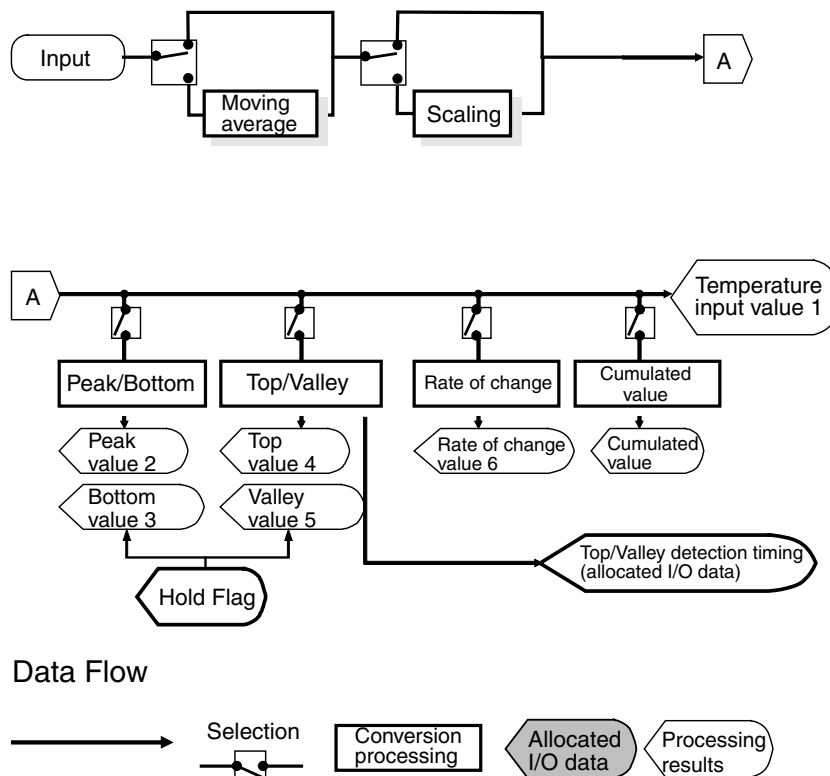 Input
Moving
average
Scaling
A
A
Temperature
input value 1
Peak/Bottom
Top/Valley
Rate of change
Cumulated
value
Peak
value 2
Top
value 4
Rate of change
value 6
Cumulated
value
Bottom
value 3
Valley
value 5
Top/Valley detection timing
(allocated I/O data)
Hold Flag
Data Flow
Selection
Conversion
processing
Allocated
I/O data
Processing
results